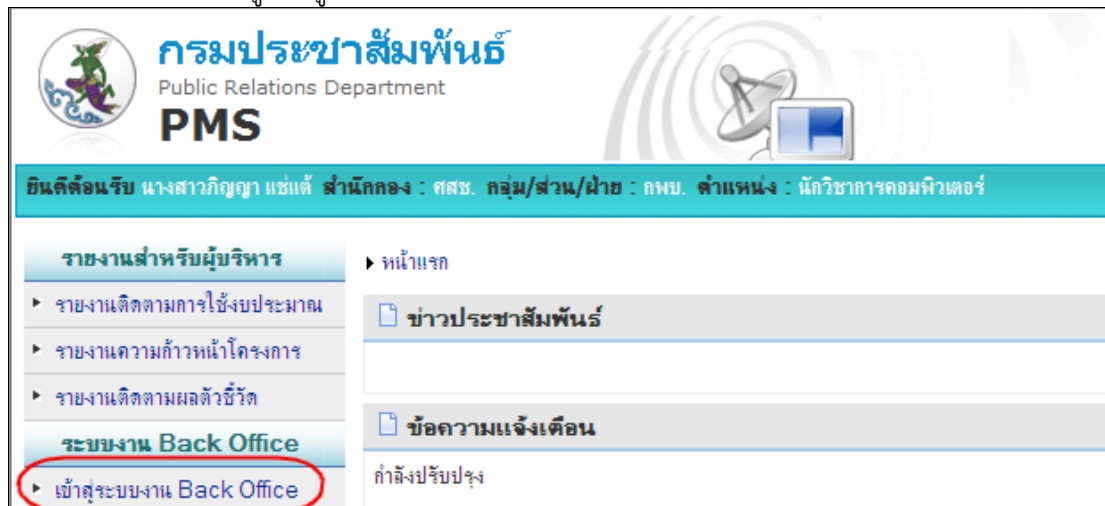 กรมประชาสัมพันธ์
Public Relations Department
PMS
ยินดีต้อนรับ นางสาวภิญญา แซ่แต้ สำนักกอง : ศสช. กลุ่ม/ส่วน/ฝ่าย : กพบ. ตำแหน่ง : นักวิชาการคอมพิวเตอร์
รายงานสำหรับผู้บริหาร
รายงานติดตามการใช้งบประมาณ
รายงานความก้าวหน้าโครงการ
รายงานติดตามผลตัวชี้วัด
ระบบงาน Back Office
เข้าสู่ระบบงาน Back Office
หน้าแรก
ข่าวประชาสัมพันธ์
ข้อความแจ้งเตือน
กำลังปรับปรุง